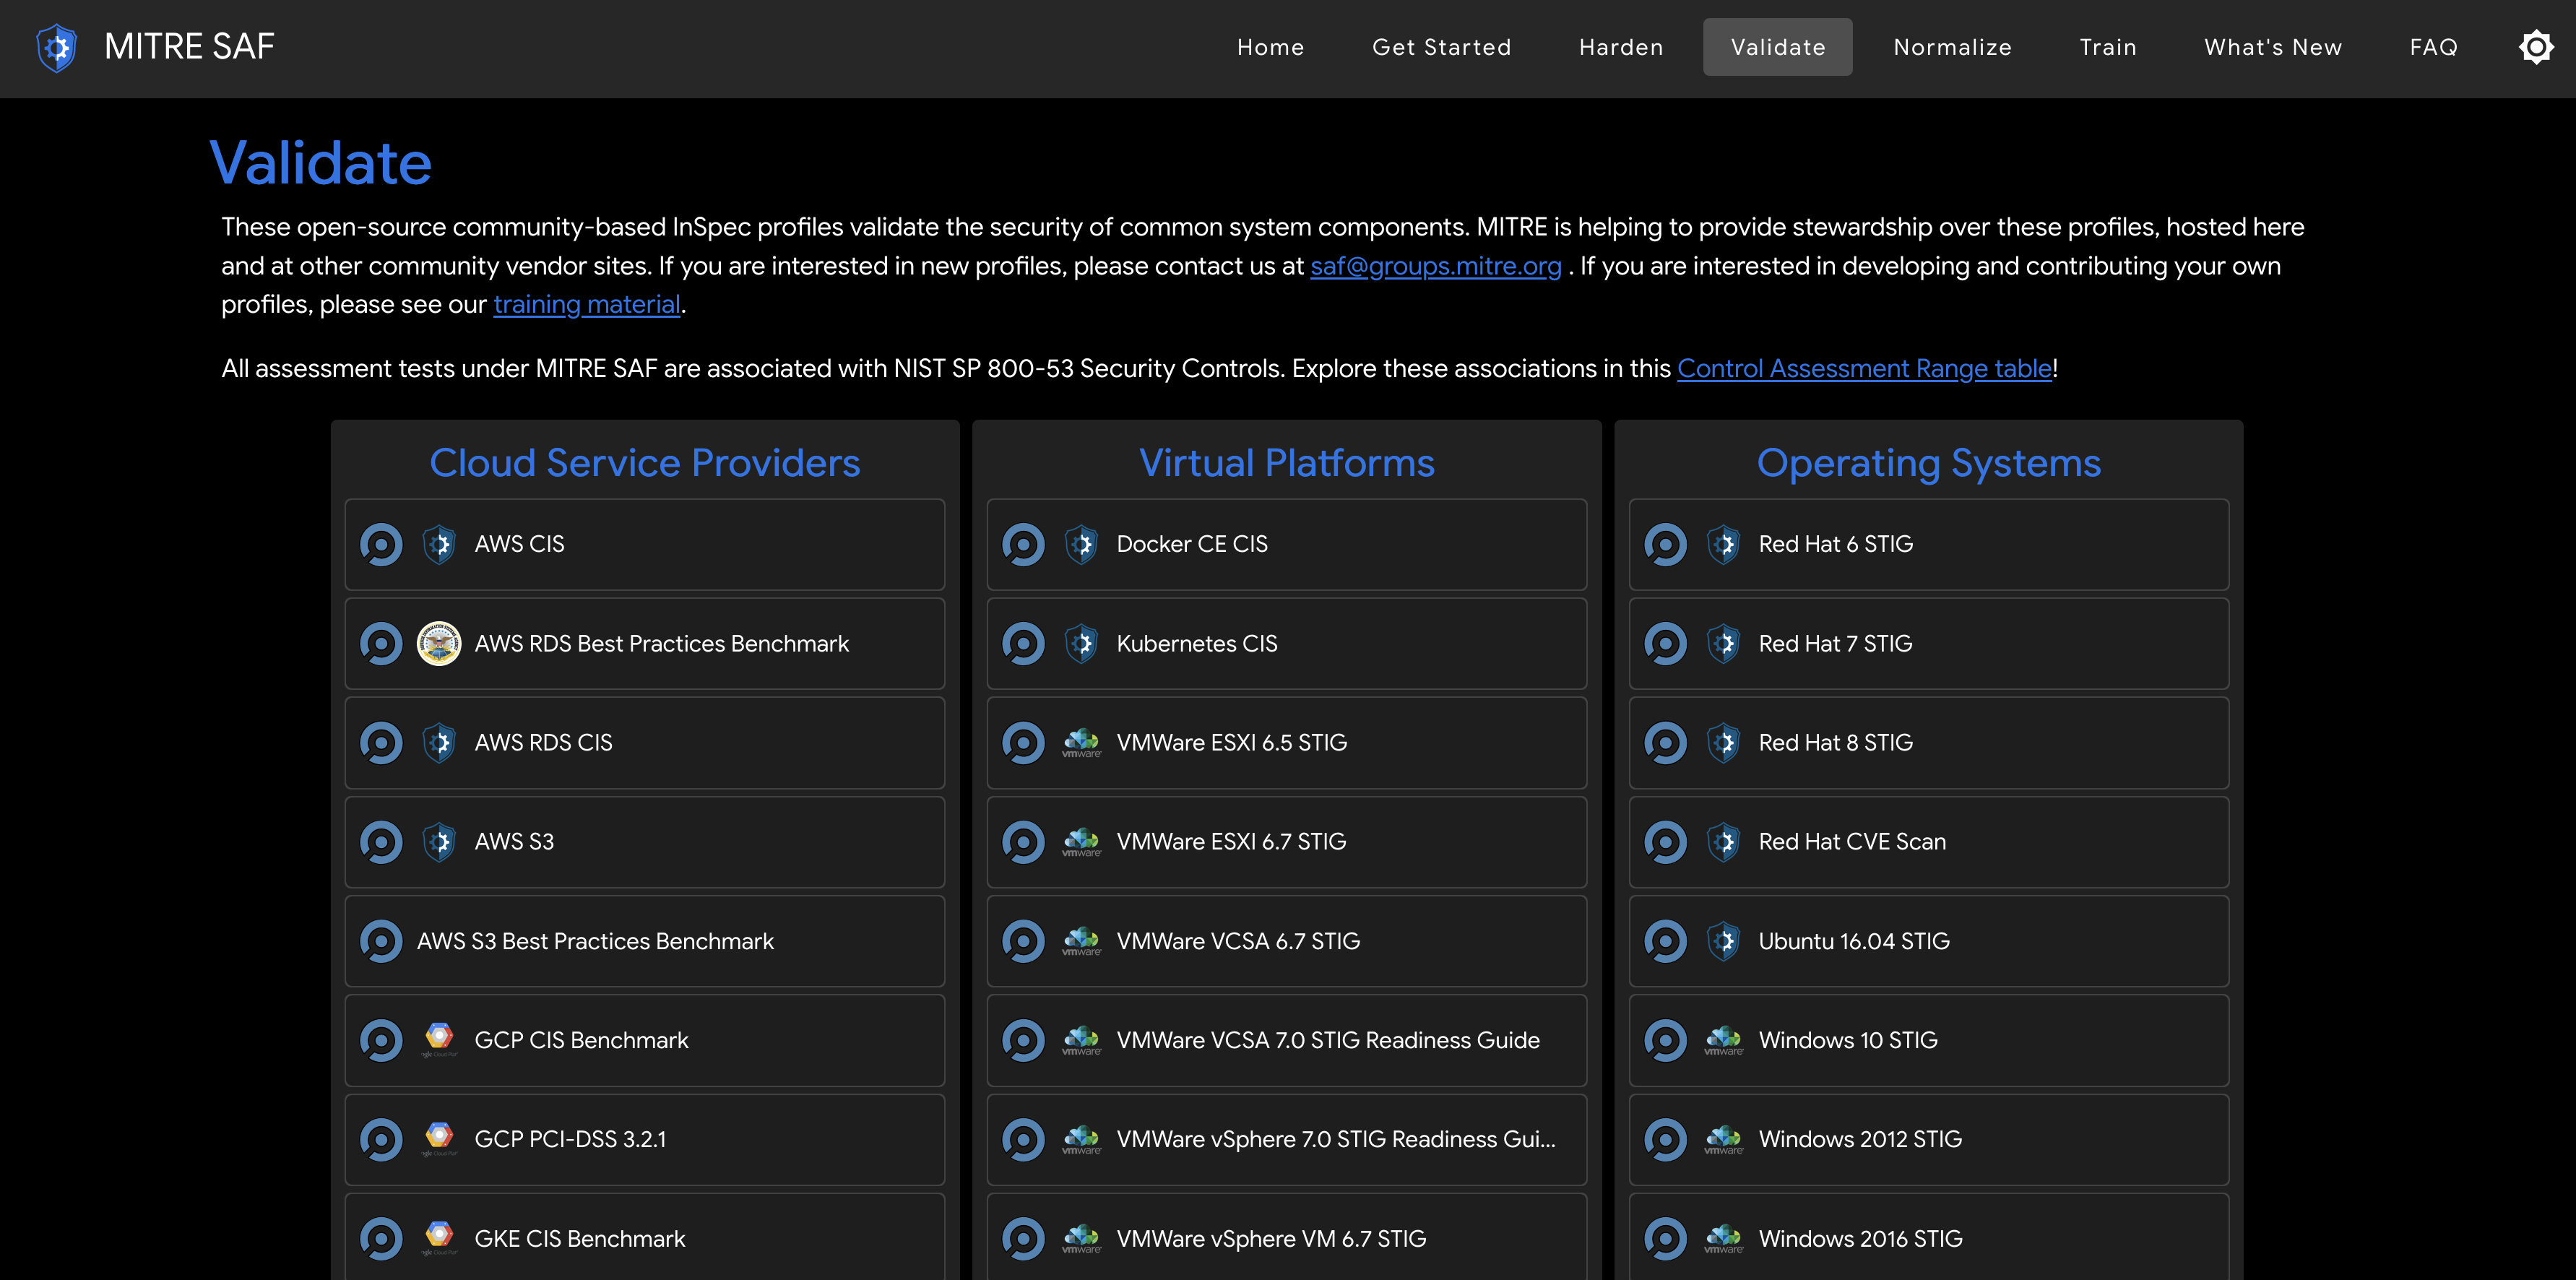 MITRE SAF
Home
Get Started
Harden
Validate
Normalize
Train
What's New
FAQ
Validate
These open-source community-based InSpec profiles validate the security of common system components. MITRE is helping to provide stewardship over these profiles, hosted here
and at other community vendor sites. If you are interested in new profiles, please contact us at saf@groups.mitre.org . If you are interested in developing and contributing your own
profiles, please see our training material.
All assessment tests under MITRE SAF are associated with NIST SP 800-53 Security Controls. Explore these associations in this Control Assessment Range table!
Cloud Service Providers
AWS CIS
AWS RDS Best Practices Benchmark
AWS RDS CIS
AWS S3
AWS S3 Best Practices Benchmark
GCP CIS Benchmark
GCP PCI-DSS 3.2.1
GKE CIS Benchmark
Virtual Platforms
Docker CE CIS
Kubernetes CIS
vmware VMWare ESXI 6.5 STIG
vmware VMWare ESXI 6.7 STIG
vmware VMWare VCSA 6.7 STIG
vmware VMWare VCSA 7.0 STIG Readiness Guide
vmware VMWare vSphere 7.0 STIG Readiness Gui...
vmware VMWare vSphere VM 6.7 STIG
Operating Systems
Red Hat 6 STIG
Red Hat 7 STIG
Red Hat 8 STIG
Red Hat CVE Scan
Ubuntu 16.04 STIG
vmware Windows 10 STIG
vmware Windows 2012 STIG
vmware Windows 2016 STIG